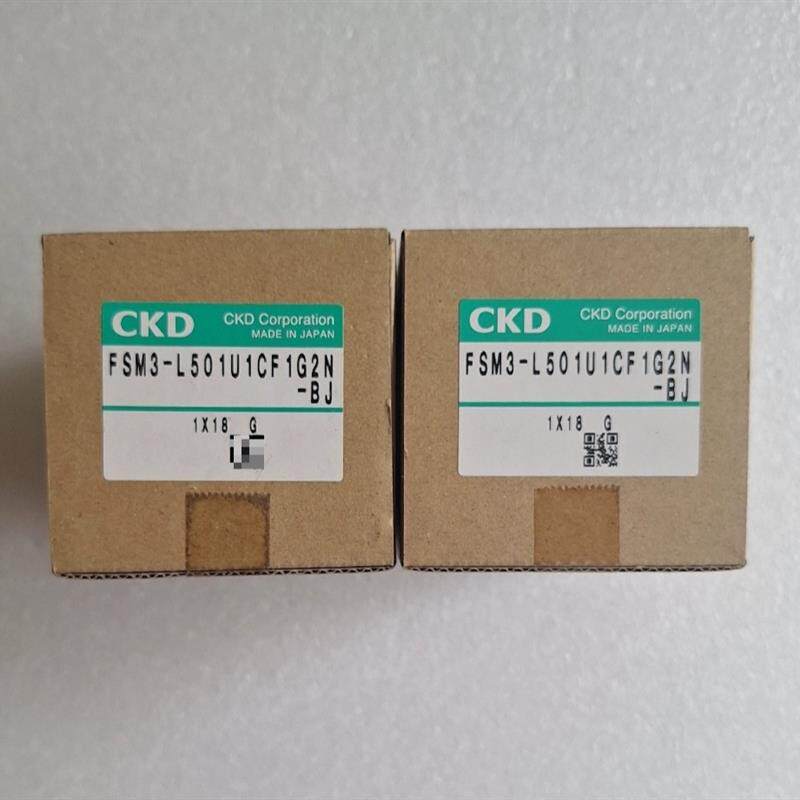 CKD CKD Corporation
MADE IN JAPAN
FSM3-L501U1CF1G2N
-BJ
1X18 G
CKD CKD Corporation
MADE IN JAPAN
FSM3-L501U1CF1G2N
-BJ
1X18 G